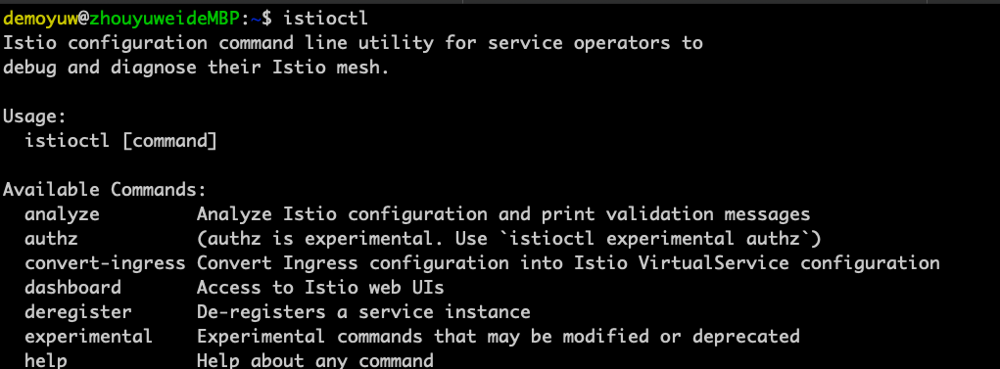 demoyuw@zhouyuweideMBP:~$ istioctl
Istio configuration command line utility for service operators to
debug and diagnose their Istio mesh.
Usage:
  istioctl [command]
Available Commands:
  analyze         Analyze Istio configuration and print validation messages
  authz           (authz is experimental. Use `istioctl experimental authz`)
  convert-ingress Convert Ingress configuration into Istio VirtualService configuration
  dashboard       Access to Istio web UIs
  deregister      De-registers a service instance
  experimental    Experimental commands that may be modified or deprecated
  help            Help about any command